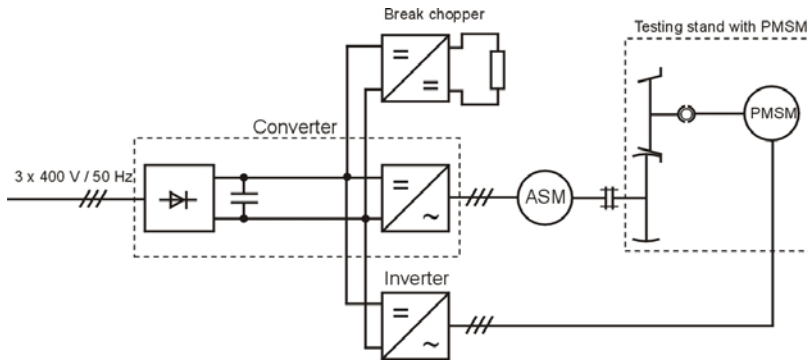 Break chopper
Testing stand with PMSM
Converter
3 x 400 V / 50 Hz
PMSM
ASM
Inverter